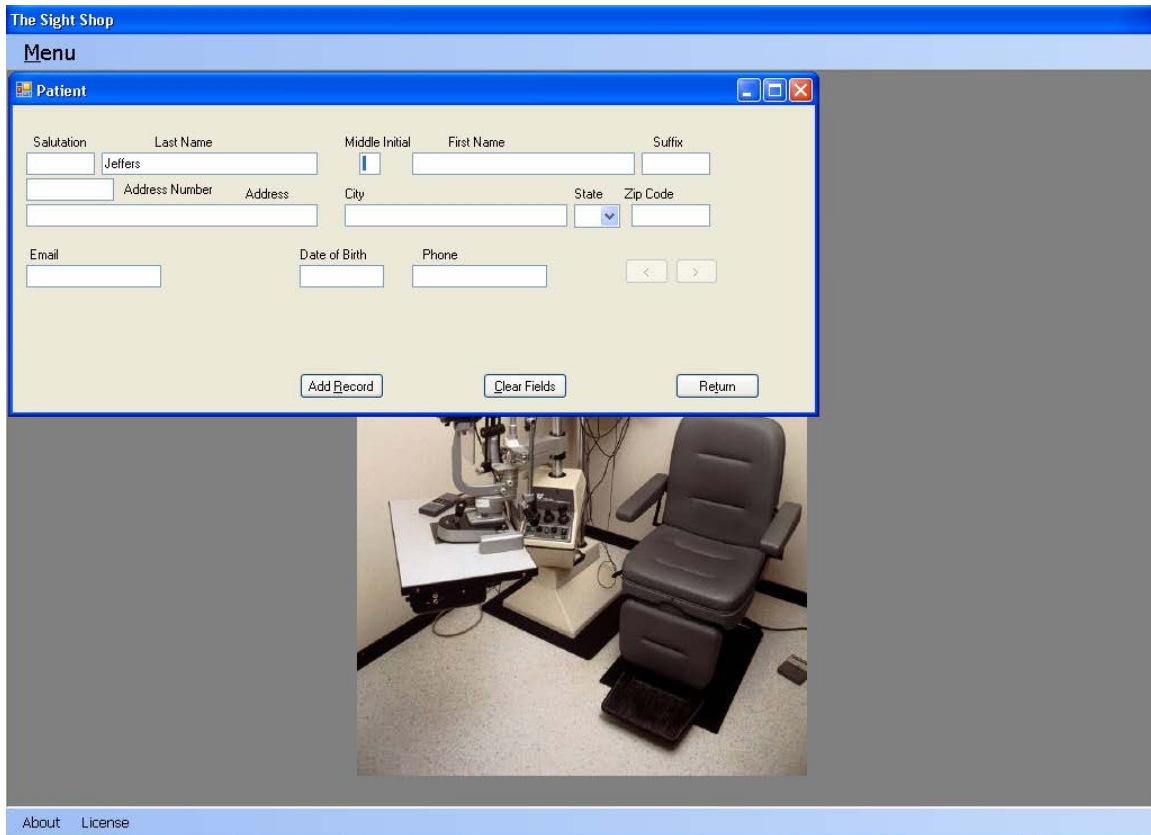 The Sight Shop
Menu
Patient
Salutation Last Name Middle Initial First Name Suffix
Jeffers
Address Number Address City State Zip Code
Email Date of Birth Phone
< >
Add Record Clear Fields Return
About License